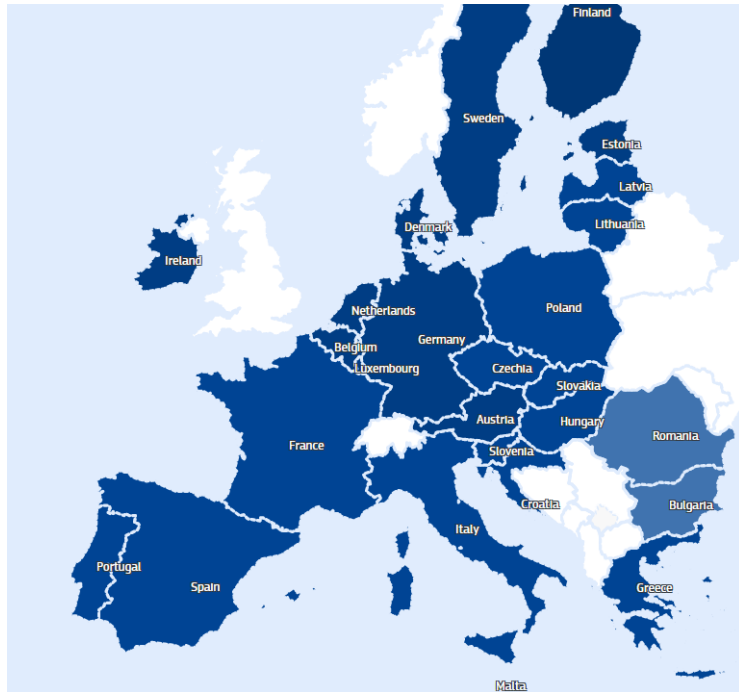 Finland
Sweden
Estonia
Latvia
Lithuania
Denmark
Ireland
Netherlands
Poland
Germany
Belgium
Luxembourg
Czechia
Slovakia
Austria
Hungary
Romania
France
Slovenia
Croatia
Bulgaria
Italy
Portugal
Spain
Greece
Malta